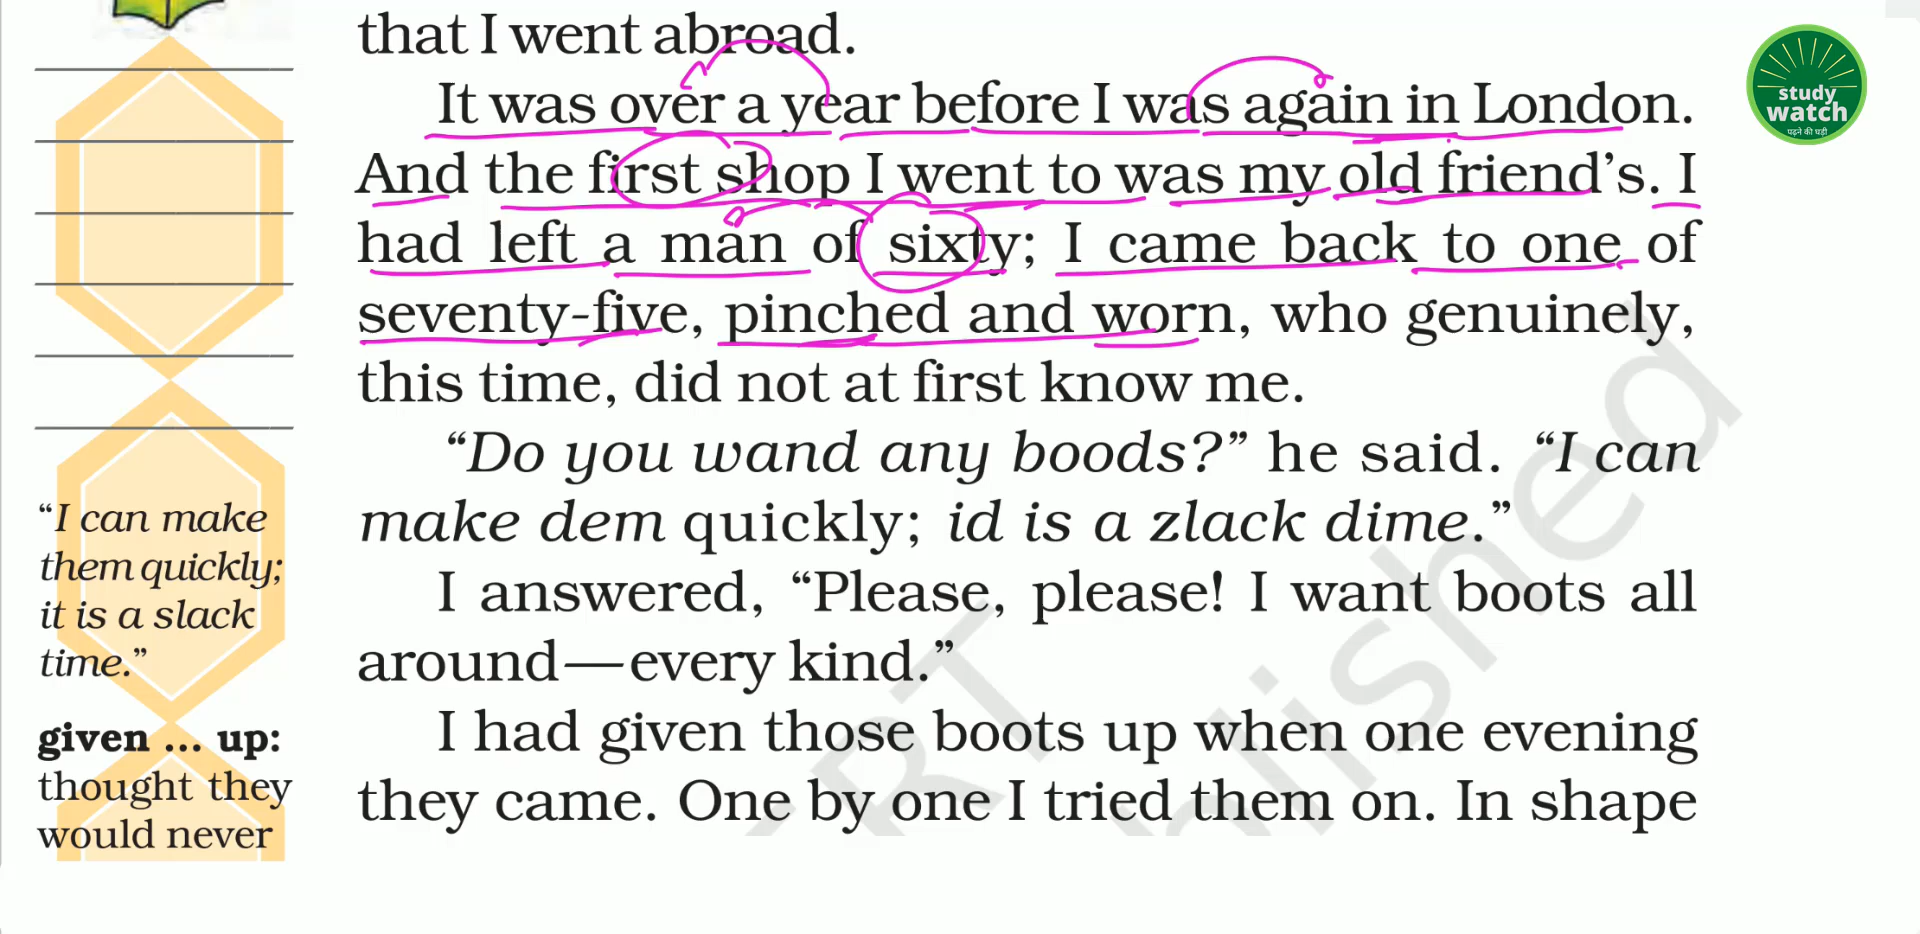 that I went abroad.
It was over a year before I was again in London.
And the first shop I went to was my old friend's. I
had left a man of sixty; I came back to one of
seventy-five, pinched and worn, who genuinely,
this time, did not at first know me.
“Do you wand any boods?” he said. “I can
make dem quickly; id is a zlack dime.”
I answered, “Please, please! I want boots all
around—every kind.”
I had given those boots up when one evening
they came. One by one I tried them on. In shape
“I can make
them quickly;
it is a slack
time.”
given ... up:
thought they
would never
study
watch
पढ़ने की घड़ी